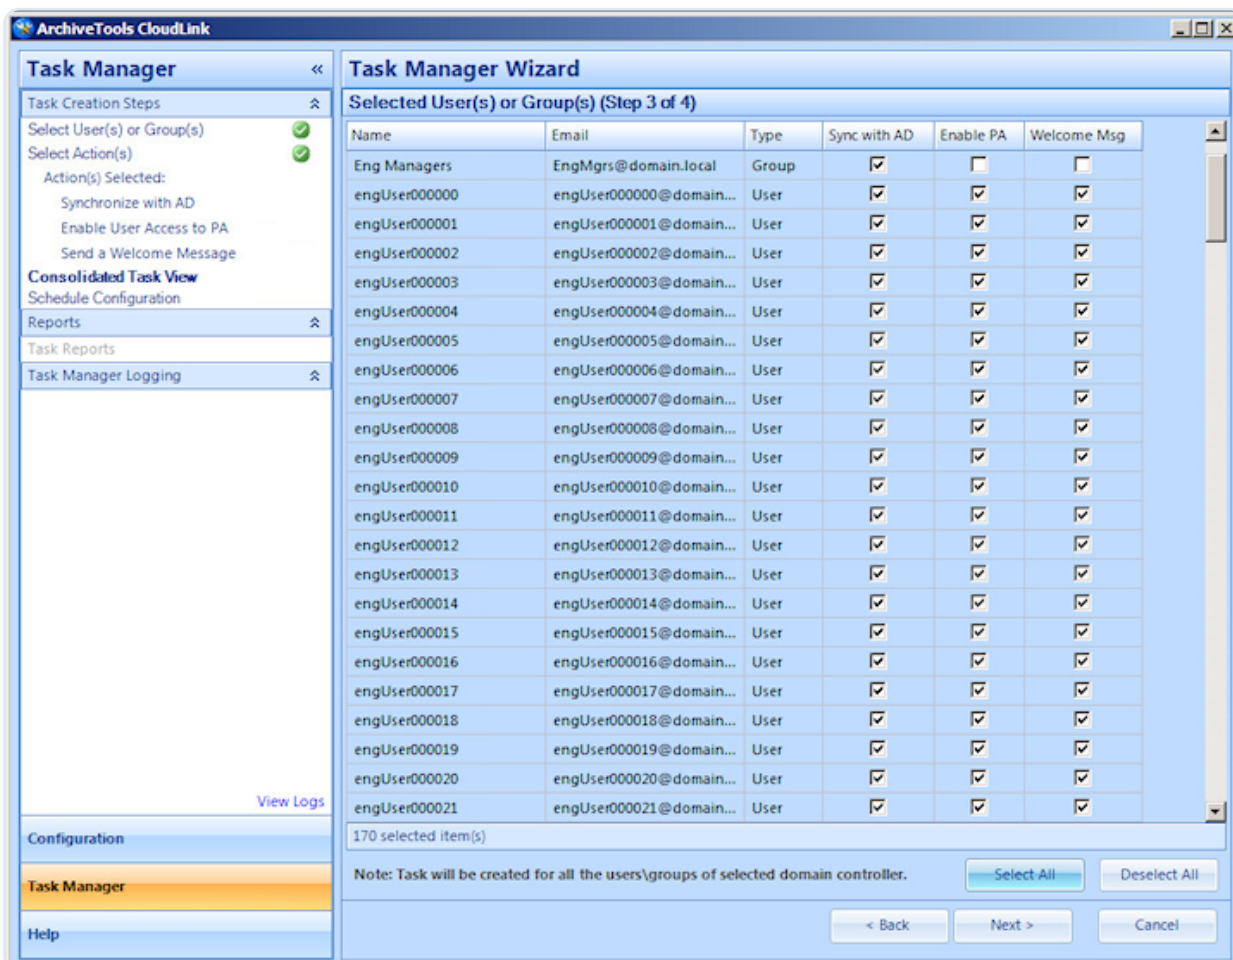 ArchiveTools CloudLink
Task Manager «
Task Creation Steps
Select User(s) or Group(s)
Select Action(s)
Action(s) Selected:
Synchronize with AD
Enable User Access to PA
Send a Welcome Message
Consolidated Task View
Schedule Configuration
Reports
Task Reports
Task Manager Logging
View Logs
Configuration
Task Manager
Help
Task Manager Wizard
Selected User(s) or Group(s) (Step 3 of 4)
Name Email Type Sync with AD Enable PA Welcome Msg
Eng Managers EngMgrs@domain.local Group
engUser000000 engUser000000@domain... User
engUser000001 engUser000001@domain... User
engUser000002 engUser000002@domain... User
engUser000003 engUser000003@domain... User
engUser000004 engUser000004@domain... User
engUser000005 engUser000005@domain... User
engUser000006 engUser000006@domain... User
engUser000007 engUser000007@domain... User
engUser000008 engUser000008@domain... User
engUser000009 engUser000009@domain... User
engUser000010 engUser000010@domain... User
engUser000011 engUser000011@domain... User
engUser000012 engUser000012@domain... User
engUser000013 engUser000013@domain... User
engUser000014 engUser000014@domain... User
engUser000015 engUser000015@domain... User
engUser000016 engUser000016@domain... User
engUser000017 engUser000017@domain... User
engUser000018 engUser000018@domain... User
engUser000019 engUser000019@domain... User
engUser000020 engUser000020@domain... User
engUser000021 engUser000021@domain... User
170 selected item(s)
Note: Task will be created for all the users\groups of selected domain controller. Select All Deselect All
< Back Next > Cancel